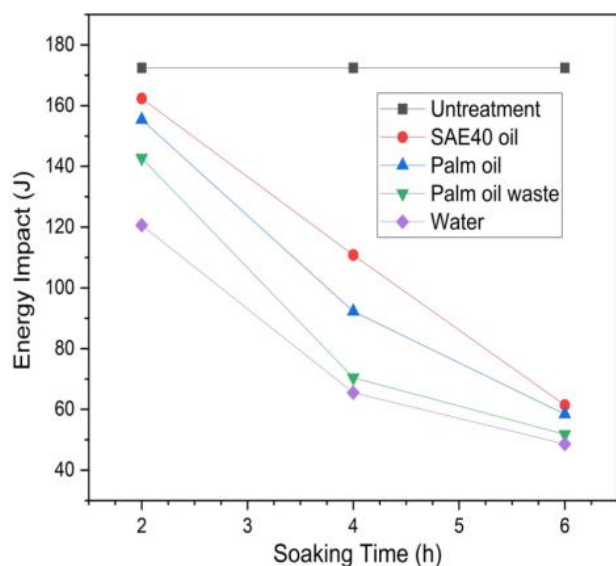 180
160
140
120
100
80
60
40
Energy Impact (J)
Untreatment
SAE40 oil
Palm oil
Palm oil waste
Water
2 3 4 5 6
Soaking Time (h)